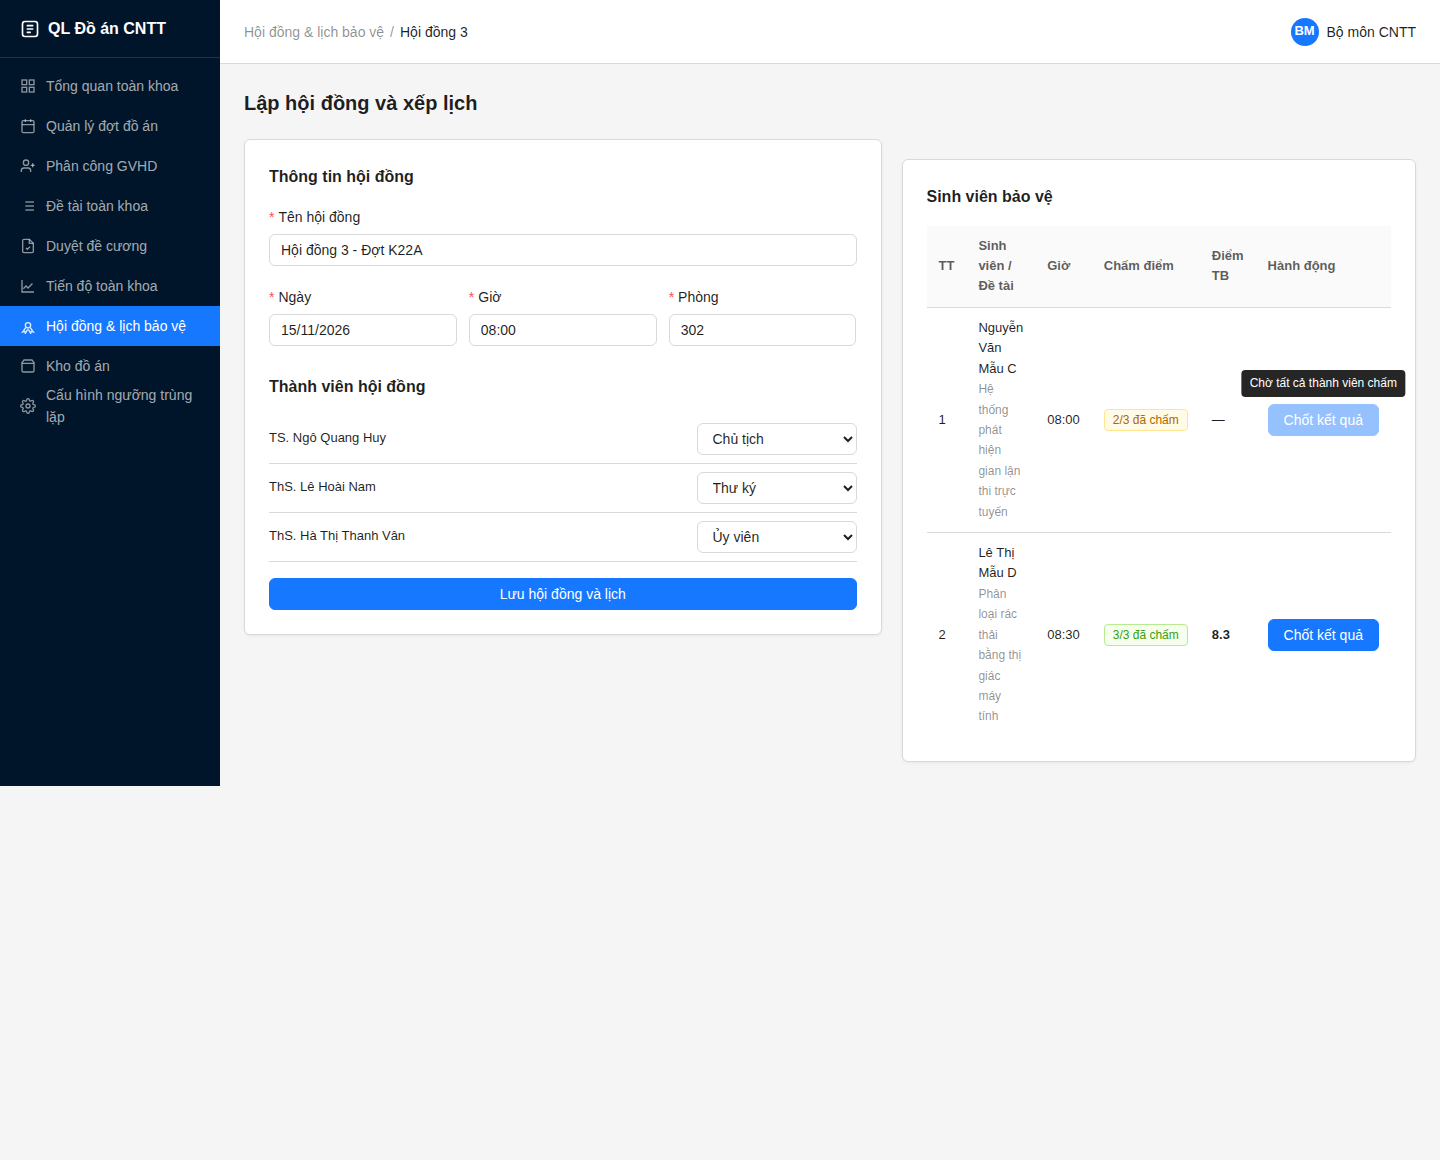 QL Đồ án CNTT
Tổng quan toàn khoa
Quản lý đợt đồ án
Phân công GVHD
Đề tài toàn khoa
Duyệt đề cương
Tiến độ toàn khoa
Hội đồng & lịch bảo vệ
Kho đồ án
Cấu hình ngưỡng trùng
lặp
Hội đồng & lịch bảo vệ / Hội đồng 3
BM Bộ môn CNTT
Lập hội đồng và xếp lịch
Thông tin hội đồng
* Tên hội đồng
Hội đồng 3 - Đợt K22A
* Ngày * Giờ * Phòng
15/11/2026 08:00 302
Thành viên hội đồng
TS. Ngô Quang Huy Chủ tịch
ThS. Lê Hoài Nam Thư ký
ThS. Hà Thị Thanh Vân Ủy viên
Lưu hội đồng và lịch
Sinh viên bảo vệ
TT
Sinh
viên /
Đề tài
Giờ
Chấm điểm
Điểm
TB
Hành động
1
Nguyễn
Văn
Mẫu C
Hệ
thống
phát
hiện
gian lận
thi trực
tuyến
08:00
2/3 đã chấm
—
Chờ tất cả thành viên chấm
Chốt kết quả
2
Lê Thị
Mẫu D
Phân
loại rác
thải
bằng thị
giác
máy
tính
08:30
3/3 đã chấm
8.3
Chốt kết quả